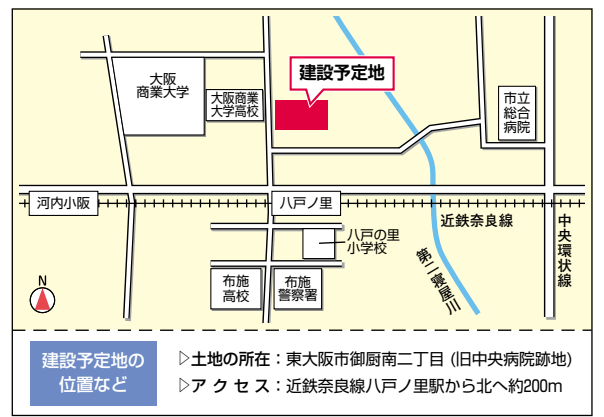 建設予定地
大阪
商業大学
大阪商業
大学高校
市立
総合
病院
河内小阪
八戸ノ里
近鉄奈良線
中央環状線
八戸の里
小学校
第二寝屋川
布施
高校
布施
警察署
N
建設予定地の
位置など
▷土地の所在：東大阪市御厨南二丁目 (旧中央病院跡地)
▷アクセス：近鉄奈良線八戸ノ里駅から北へ約200m